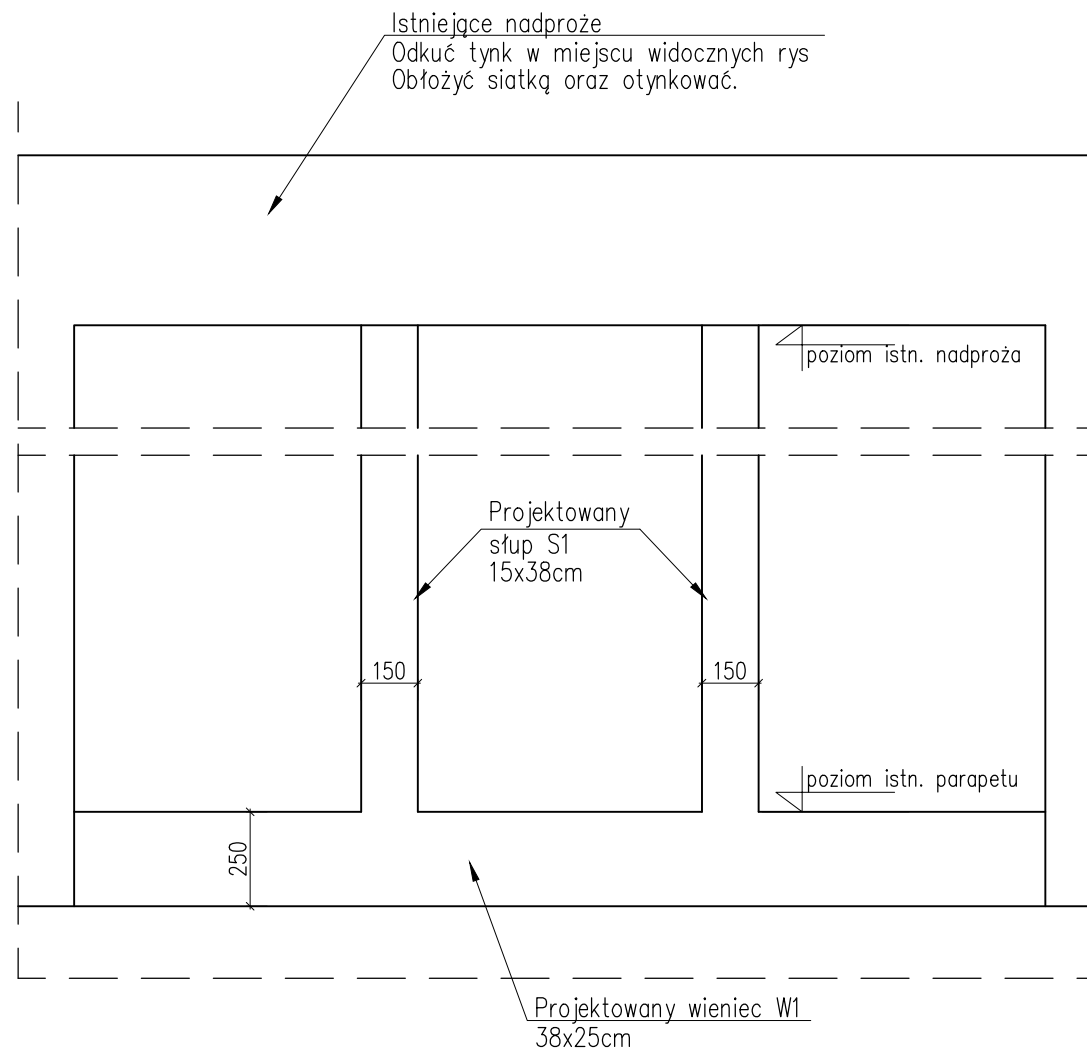 Istniejące nadproże
Odkuć tynk w miejscu widocznych rys
Obłożyć siatką oraz otynkować.
poziom istn. nadproża
Projektowany
słup S1
15x38cm
150
150
poziom istn. parapetu
250
Projektowany wieniec W1
38x25cm